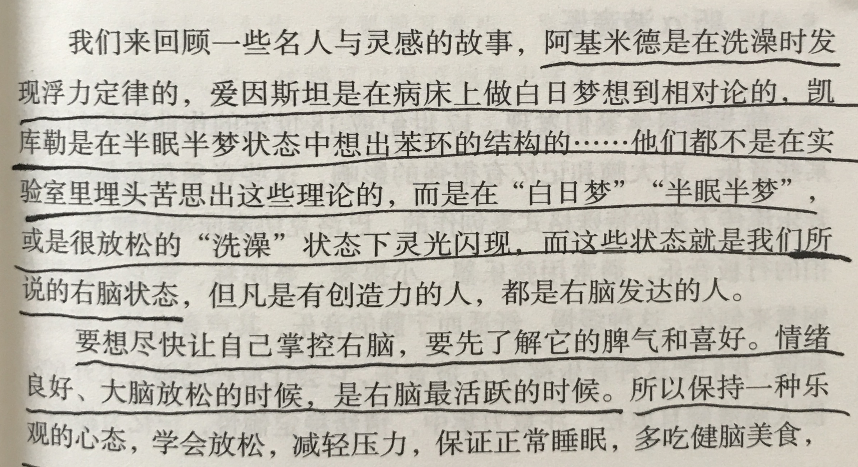 我们来回顾一些名人与灵感的故事，阿基米德是在洗澡时发
现浮力定律的，爱因斯坦是在病床上做白日梦想到相对论的，凯
库勒是在半眠半梦状态中想出苯环的结构的……他们都不是在实
验室里埋头苦思出这些理论的，而是在“白日梦”“半眠半梦”，
或是很放松的“洗澡”状态下灵光闪现，而这些状态就是我们所
说的右脑状态，但凡是有创造力的人，都是右脑发达的人。
要想尽快让自己掌控右脑，要先了解它的脾气和喜好。情绪
良好、大脑放松的时候，是右脑最活跃的时候。所以保持一种乐
观的心态，学会放松，减轻压力，保证正常睡眠，多吃健脑美食，